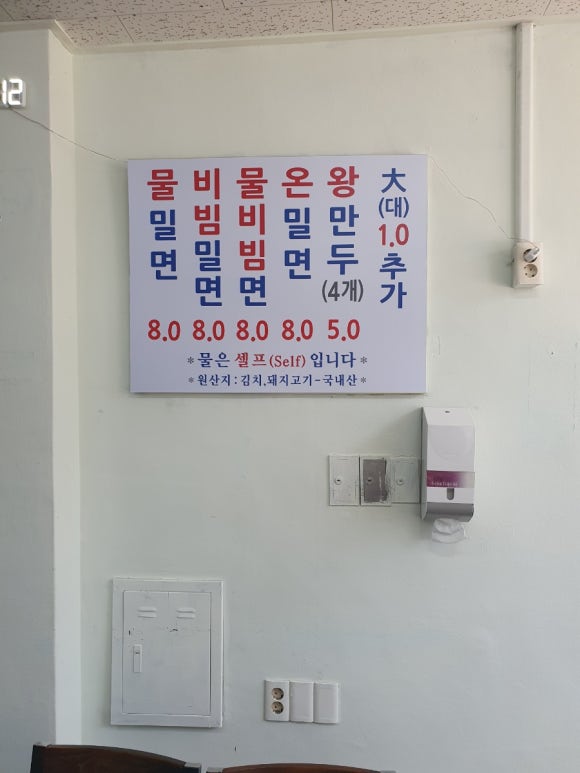 12
물밀면
비빔밀면
물비빔면
온밀면
왕만두(4개)
大(대)1.0추가
8.0 8.0 8.0 8.0 5.0
*물은 셀프(Self)입니다*
*원산지:김치,돼지고기-국내산*